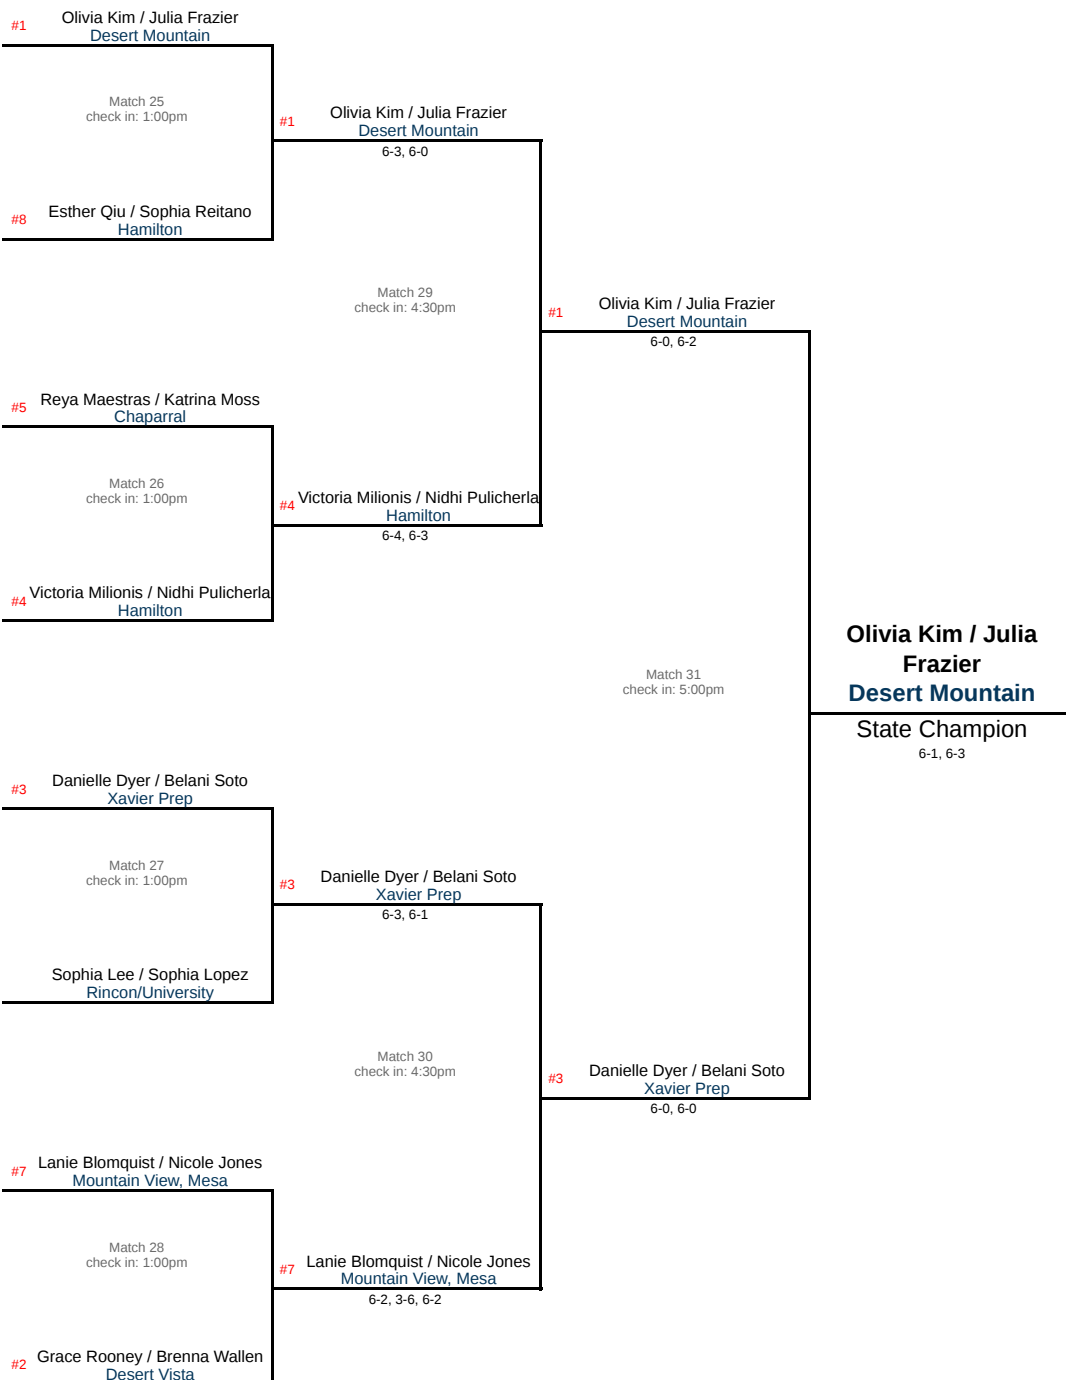 #1
Olivia Kim / Julia Frazier
Desert Mountain
Match 25
check in: 1:00pm
#1
Olivia Kim / Julia Frazier
Desert Mountain
6-3, 6-0
#8
Esther Qiu / Sophia Reitano
Hamilton
Match 29
check in: 4:30pm
#1
Olivia Kim / Julia Frazier
Desert Mountain
6-0, 6-2
#5
Reya Maestras / Katrina Moss
Chaparral
Match 26
check in: 1:00pm
#4
Victoria Milionis / Nidhi Pulicherla
Hamilton
6-4, 6-3
#4
Victoria Milionis / Nidhi Pulicherla
Hamilton
Match 31
check in: 5:00pm
Olivia Kim / Julia
Frazier
Desert Mountain
State Champion
6-1, 6-3
#3
Danielle Dyer / Belani Soto
Xavier Prep
Match 27
check in: 1:00pm
#3
Danielle Dyer / Belani Soto
Xavier Prep
6-3, 6-1
Sophia Lee / Sophia Lopez
Rincon/University
Match 30
check in: 4:30pm
#3
Danielle Dyer / Belani Soto
Xavier Prep
6-0, 6-0
#7
Lanie Blomquist / Nicole Jones
Mountain View, Mesa
Match 28
check in: 1:00pm
#7
Lanie Blomquist / Nicole Jones
Mountain View, Mesa
6-2, 3-6, 6-2
#2
Grace Rooney / Brenna Wallen
Desert Vista